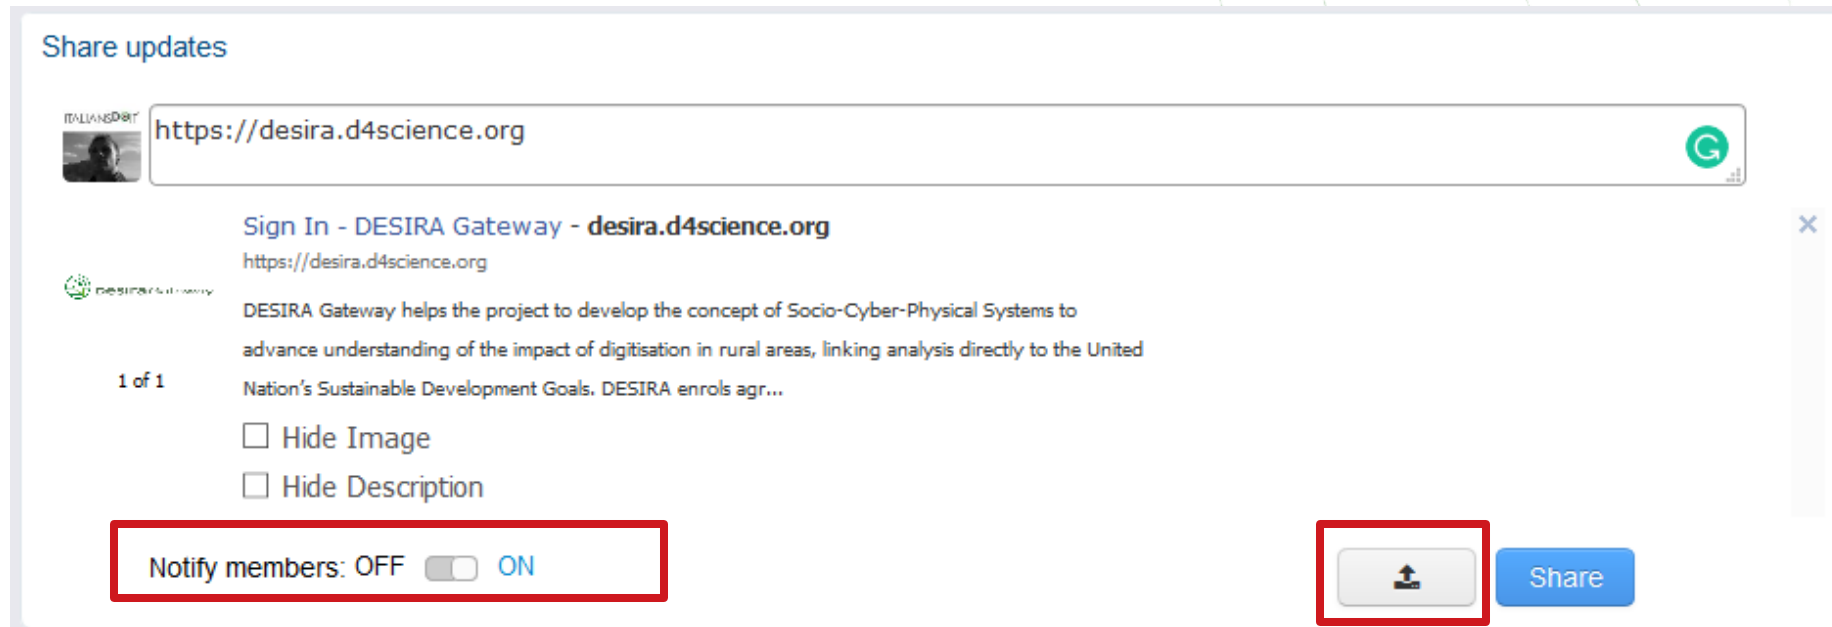 Share updates
ITALIANSDOIT
https://desira.d4science.org
Sign In - DESIRA Gateway - desira.d4science.org
https://desira.d4science.org
Desira Gateway
DESIRA Gateway helps the project to develop the concept of Socio-Cyber-Physical Systems to
advance understanding of the impact of digitisation in rural areas, linking analysis directly to the United
1 of 1
Nation's Sustainable Development Goals. DESIRA enrols agr...
Hide Image
Hide Description
Notify members: OFF ON
Share